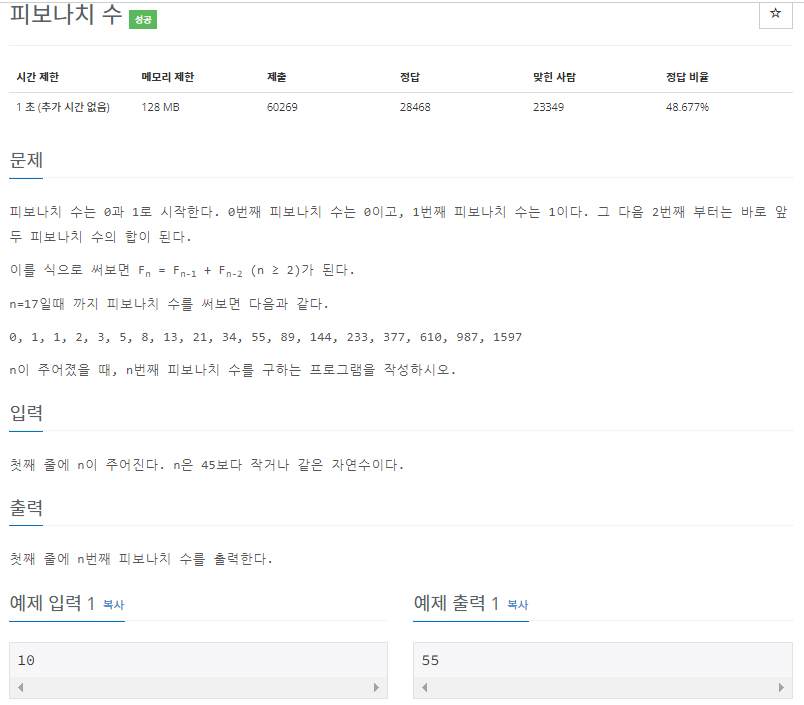 피보나치 수 성공
☆
시간 제한 메모리 제한 제출 정답 맞힌 사람 정답 비율
1 초 (추가 시간 없음) 128 MB 60269 28468 23349 48.677%
문제
피보나치 수는 0과 1로 시작한다. 0번째 피보나치 수는 0이고, 1번째 피보나치 수는 1이다. 그 다음 2번째 부터는 바로 앞
두 피보나치 수의 합이 된다.
이를 식으로 써보면 Fn = Fn-1 + Fn-2 (n ≥ 2)가 된다.
n=17일때 까지 피보나치 수를 써보면 다음과 같다.
0, 1, 1, 2, 3, 5, 8, 13, 21, 34, 55, 89, 144, 233, 377, 610, 987, 1597
n이 주어졌을 때, n번째 피보나치 수를 구하는 프로그램을 작성하시오.
입력
첫째 줄에 n이 주어진다. n은 45보다 작거나 같은 자연수이다.
출력
첫째 줄에 n번째 피보나치 수를 출력한다.
예제 입력 1 복사
10
예제 출력 1 복사
55